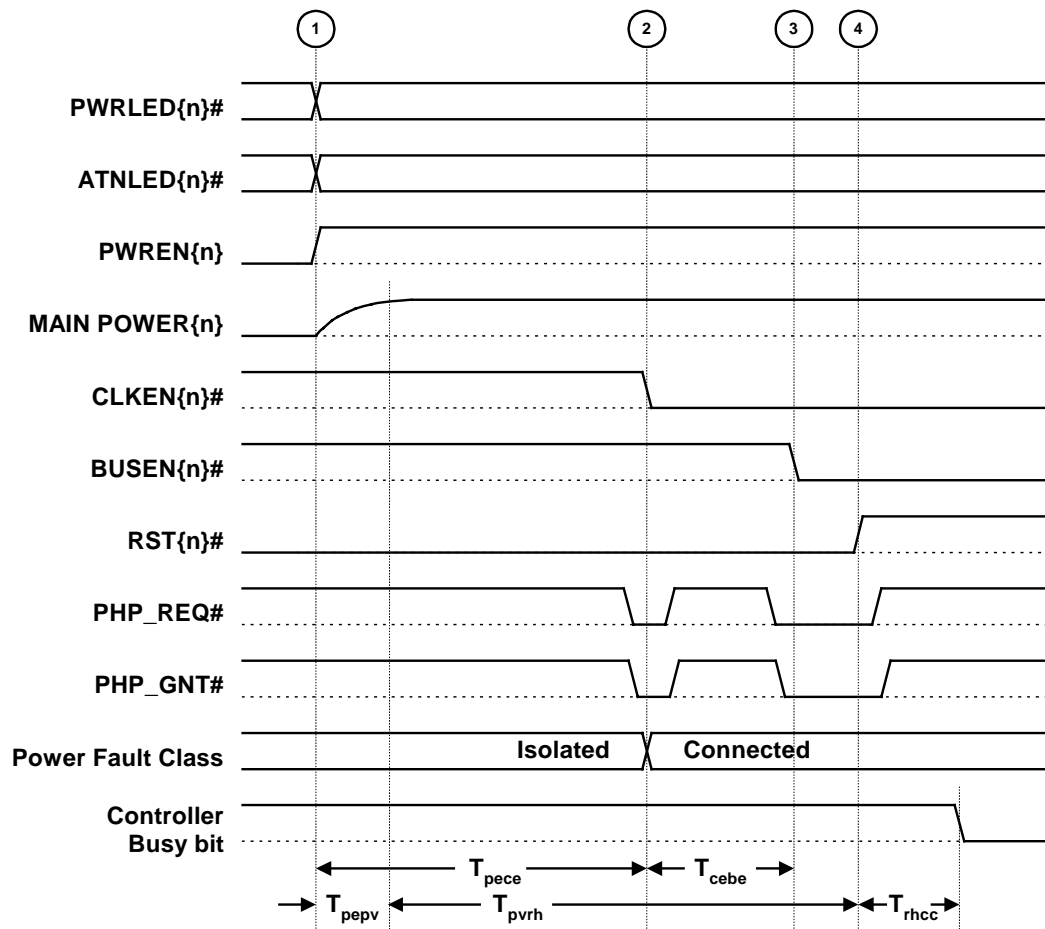 1 2 3 4
PWRLED{n}#
ATNLED{n}#
PWREN{n}
MAIN POWER{n}
CLKEN{n}#
BUSEN{n}#
RST{n}#
PHP_REQ#
PHP_GNT#
Power Fault Class Isolated Connected
Controller
Busy bit
Tpece Tcebe
Tpepv Tpvrh Trhcc